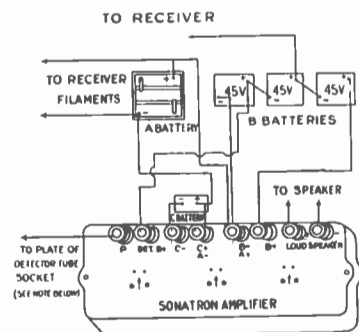 TO RECEIVER
45V
45V
45V
TO RECEIVER
FILAMENTS
A BATTERY
B BATTERIES
C BATTERY
TO SPEAKER
P
DET. B+
C-
C+
A-
B-
A+
B+
LOUD SPEAKER
TO PLATE OF
DETECTOR TUBE
SOCKET
(SEE NOTE BELOW)
SONATRON AMPLIFIER